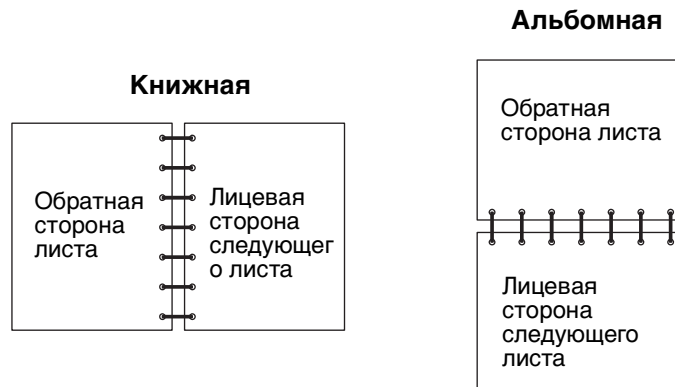 Книжная
Обратная
сторона
листа
Лицевая
сторона
следующег
о листа
Альбомная
Обратная
сторона листа
Лицевая
сторона
следующего
листа